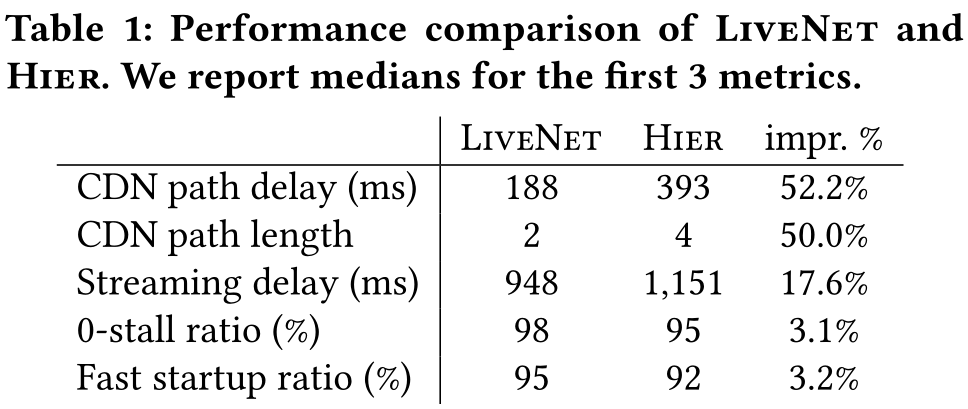 Table 1: Performance comparison of LIVENET and
HIER. We report medians for the first 3 metrics.
LIVENET HIER impr. %
CDN path delay (ms) 188 393 52.2%
CDN path length 2 4 50.0%
Streaming delay (ms) 948 1,151 17.6%
0-stall ratio (%) 98 95 3.1%
Fast startup ratio (%) 95 92 3.2%